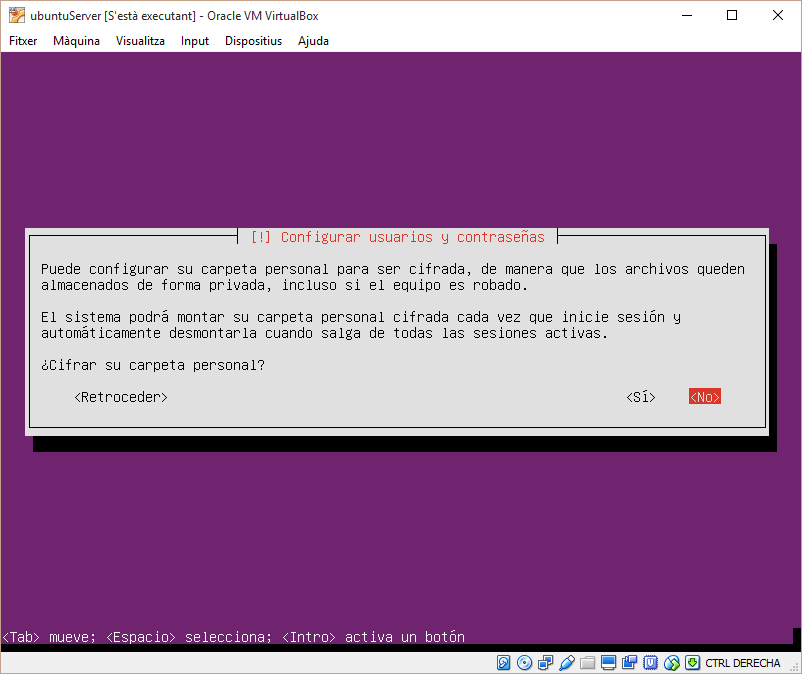 ubuntuServer [S'està executant] - Oracle VM VirtualBox
Fitxer Màquina Visualitza Input Dispositius Ajuda
[!] Configurar usuarios y contraseñas
Puede configurar su carpeta personal para ser cifrada, de manera que los archivos queden
almacenados de forma privada, incluso si el equipo es robado.
El sistema podrá montar su carpeta personal cifrada cada vez que inicie sesión y
automáticamente desmontarla cuando salga de todas las sesiones activas.
¿Cifrar su carpeta personal?
<Retroceder> <Sí> <No>
<Tab> mueve; <Espacio> selecciona; <Intro> activa un botón
CTRL DERECHA